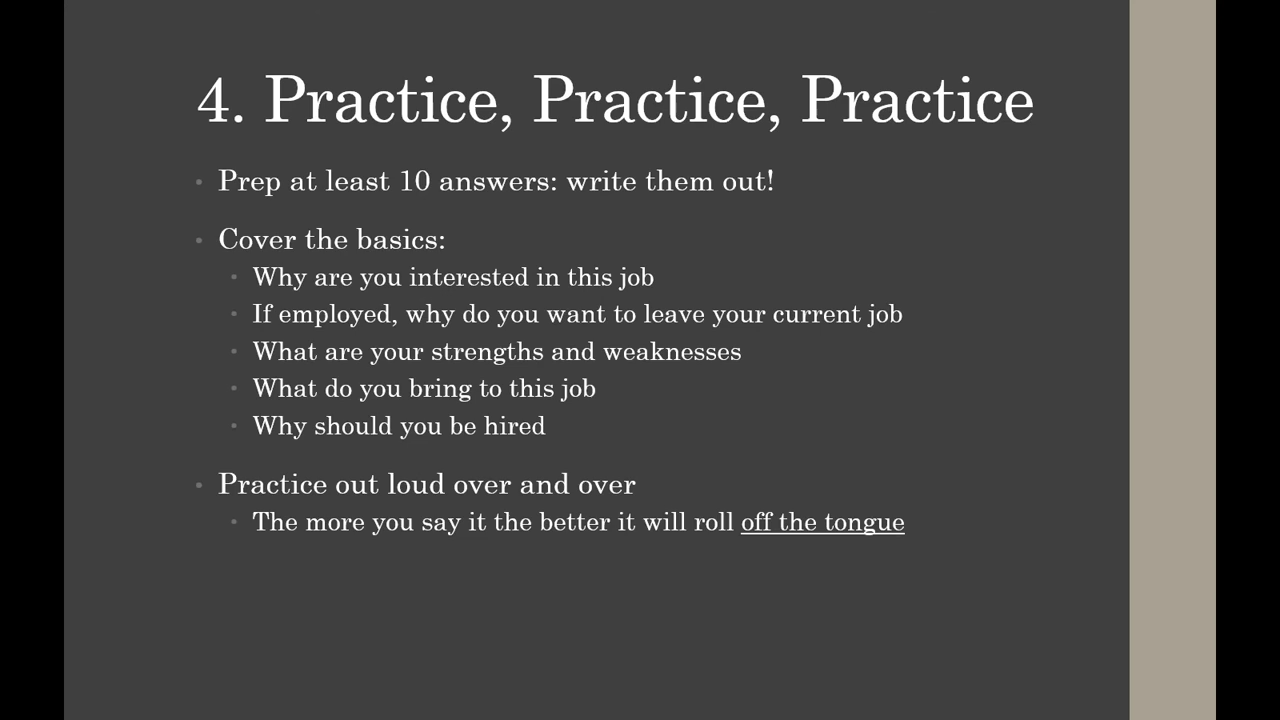 4. Practice, Practice, Practice
• Prep at least 10 answers: write them out!
• Cover the basics:
• Why are you interested in this job
• If employed, why do you want to leave your current job
• What are your strengths and weaknesses
• What do you bring to this job
• Why should you be hired
• Practice out loud over and over
• The more you say it the better it will roll off the tongue